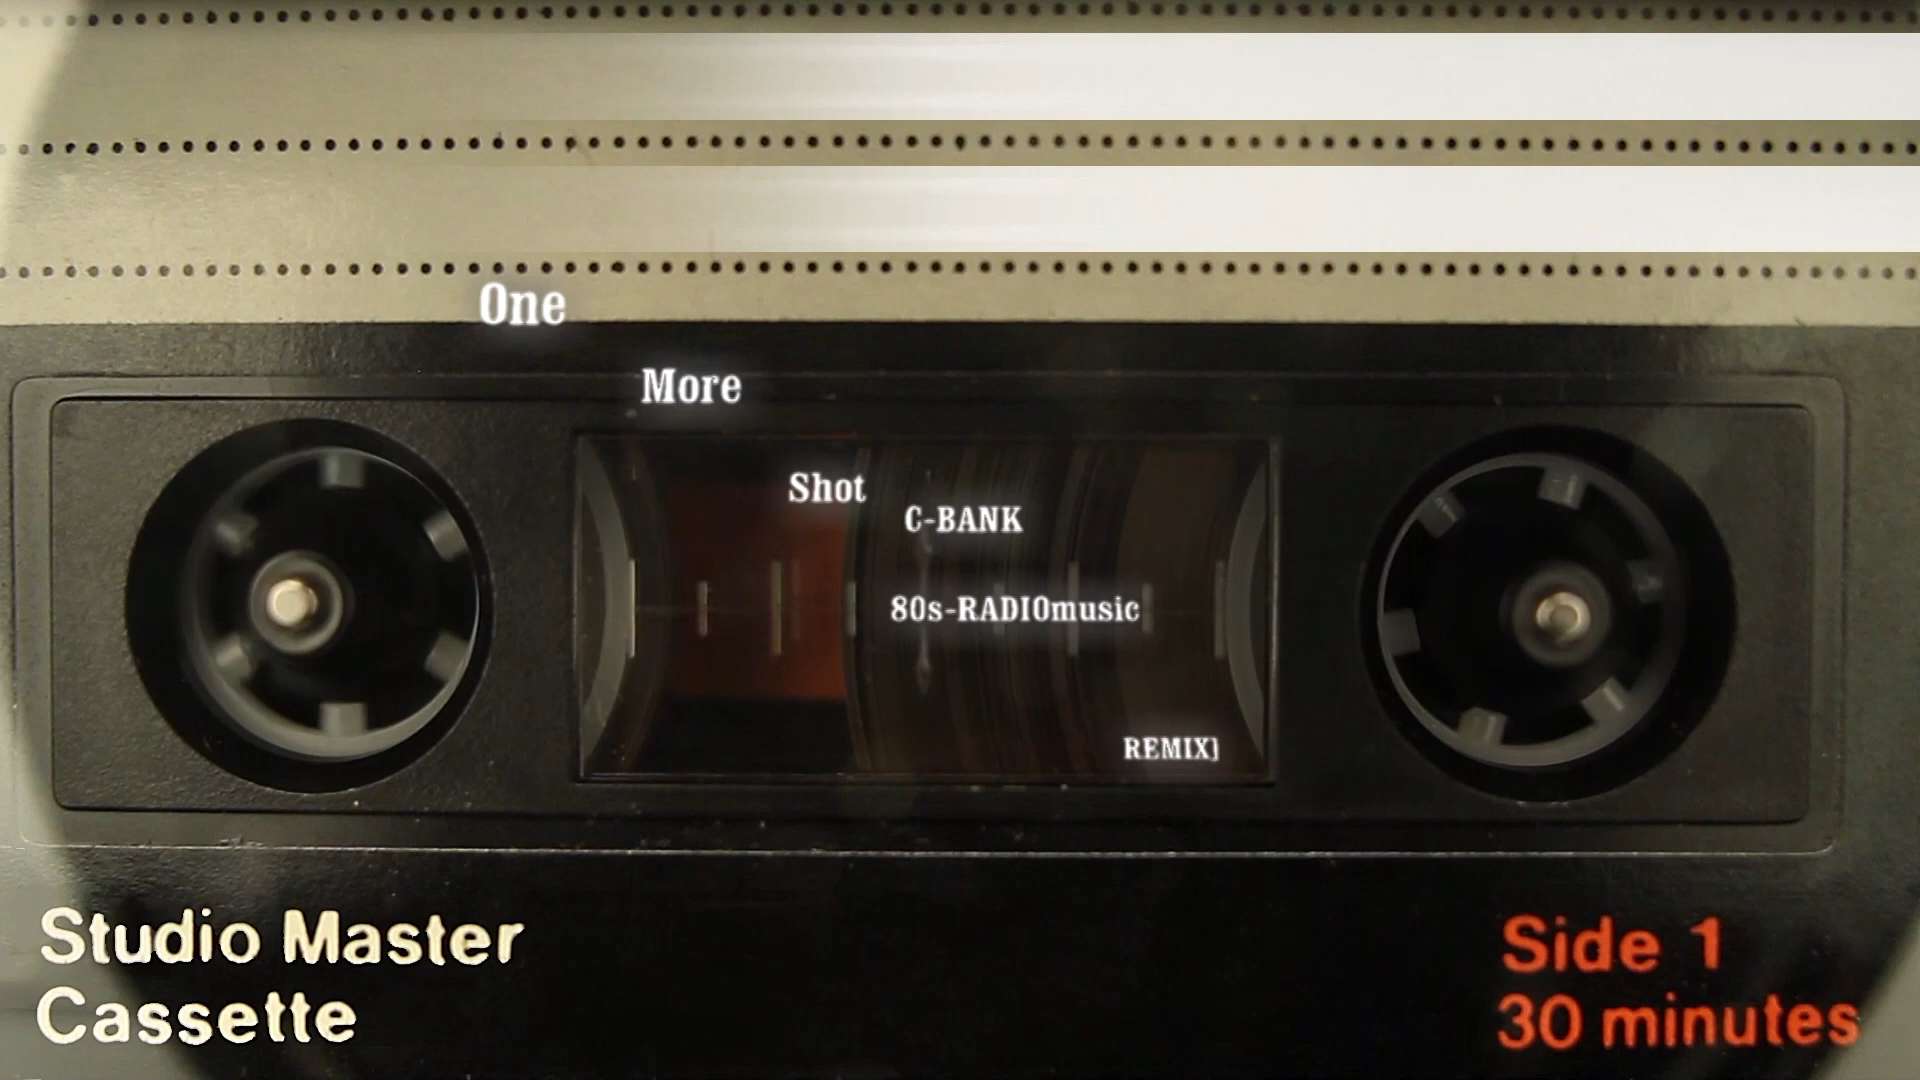 One
More
Shot
C-BANK
80s-RADIOmusic
REMIX]
Studio Master
Cassette
Side 1
30 minutes